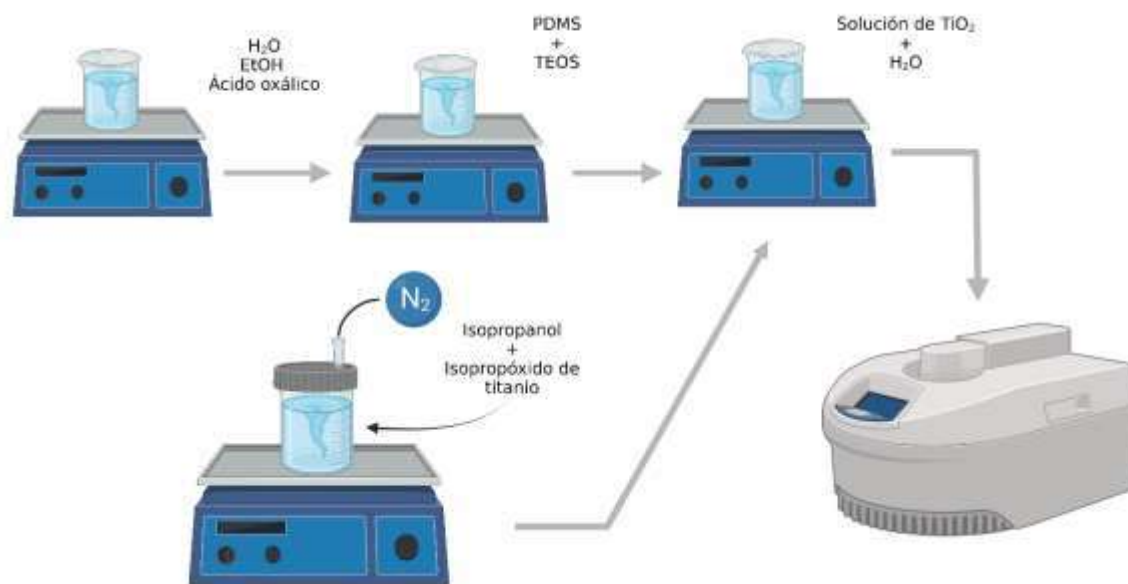 H₂O
EtOH
Ácido oxálico
PDMS
+
TEOS
Solución de TiO₂
+
H₂O
N₂
Isopropanol
+
Isopropóxido de
titanio